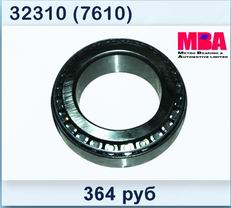 32310 (7610)
MBA
METRO BEARING &
AUTOMOTIVE LIMITED
364 руб